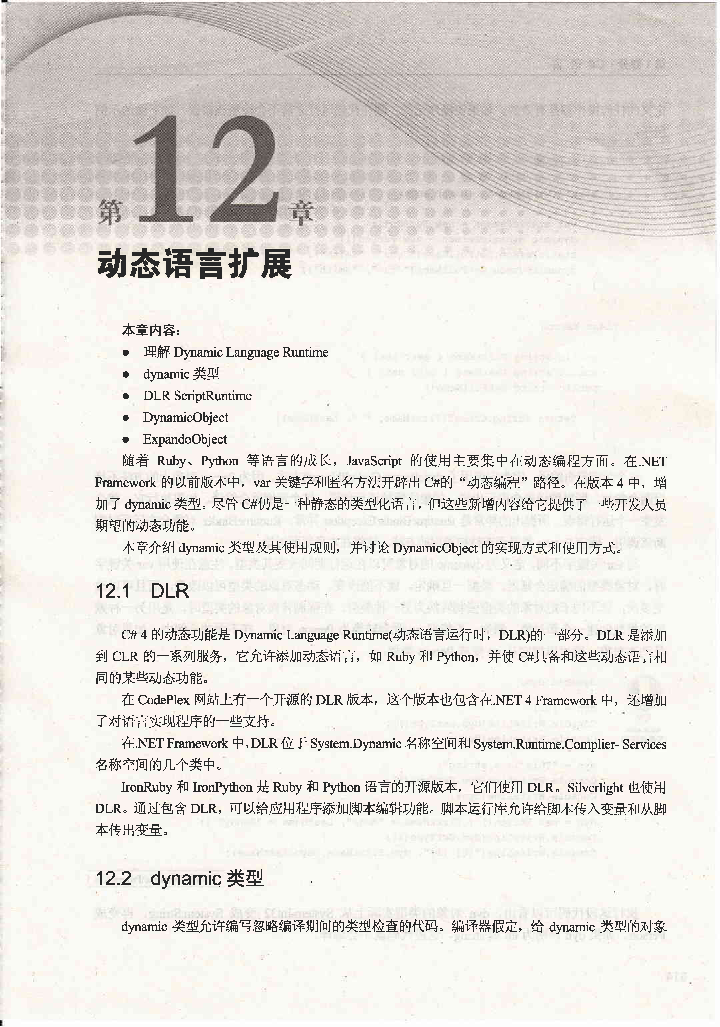 第12章
动态语言扩展
本章内容：
● 理解 Dynamic Language Runtime
● dynamic 类型
● DLR ScriptRuntime
● DynamicObject
● ExpandoObject
随着 Ruby、Python 等语言的成长，JavaScript 的使用主要集中在动态编程方面。在.NET
Framework 的以前版本中，var 关键字和匿名方法开辟出 C#的“动态编程”路径。在版本 4 中，增
加了 dynamic 类型。尽管 C#仍是一种静态的类型化语言，但这些新增内容给它提供了一些开发人员
期望的动态功能。
本章介绍 dynamic 类型及其使用规则，并讨论 DynamicObject 的实现方式和使用方式。
12.1 DLR
C# 4 的动态功能是 Dynamic Language Runtime(动态语言运行时，DLR)的一部分。DLR 是添加
到 CLR 的一系列服务，它允许添加动态语言，如 Ruby 和 Python，并使 C#具备和这些动态语言相
同的某些动态功能。
在 CodePlex 网站上有一个开源的 DLR 版本，这个版本也包含在.NET 4 Framework 中，还增加
了对语言实现程序的一些支持。
在.NET Framework 中，DLR 位于 System.Dynamic 名称空间和 System.Runtime.Complier- Services
名称空间的几个类中。
IronRuby 和 IronPython 是 Ruby 和 Python 语言的开源版本，它们使用 DLR。Silverlight 也使用
DLR。通过包含 DLR，可以给应用程序添加脚本编辑功能。脚本运行库允许给脚本传入变量和从脚
本传出变量。
12.2 dynamic 类型
dynamic 类型允许编写忽略编译期间的类型检查的代码。编译器假定，给 dynamic 类型的对象